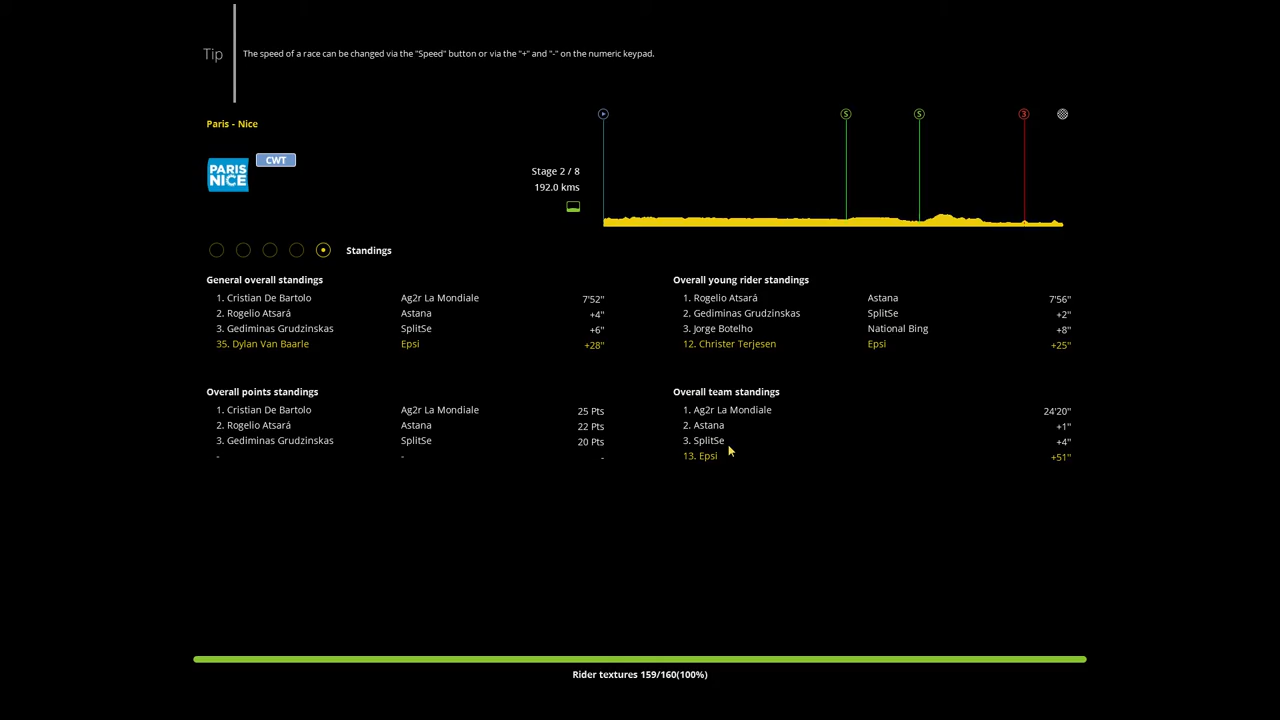 Tip
The speed of a race can be changed via the "Speed" button or via the "+" and "-" on the numeric keypad.
Paris - Nice
PARIS NICE
CWT
Stage 2 / 8
192.0 kms
S
S
3
Standings
General overall standings
1. Cristian De Bartolo Ag2r La Mondiale 7'52"
2. Rogelio Atsará Astana +4"
3. Gediminas Grudzinskas SplitSe +6"
35. Dylan Van Baarle Epsi +28"
Overall young rider standings
1. Rogelio Atsará Astana 7'56"
2. Gediminas Grudzinskas SplitSe +2"
3. Jorge Botelho National Bing +8"
12. Christer Terjesen Epsi +25"
Overall points standings
1. Cristian De Bartolo Ag2r La Mondiale 25 Pts
2. Rogelio Atsará Astana 22 Pts
3. Gediminas Grudzinskas SplitSe 20 Pts
- - -
Overall team standings
1. Ag2r La Mondiale 24'20"
2. Astana +1"
3. SplitSe +4"
13. Epsi +51"
Rider textures 159/160(100%)